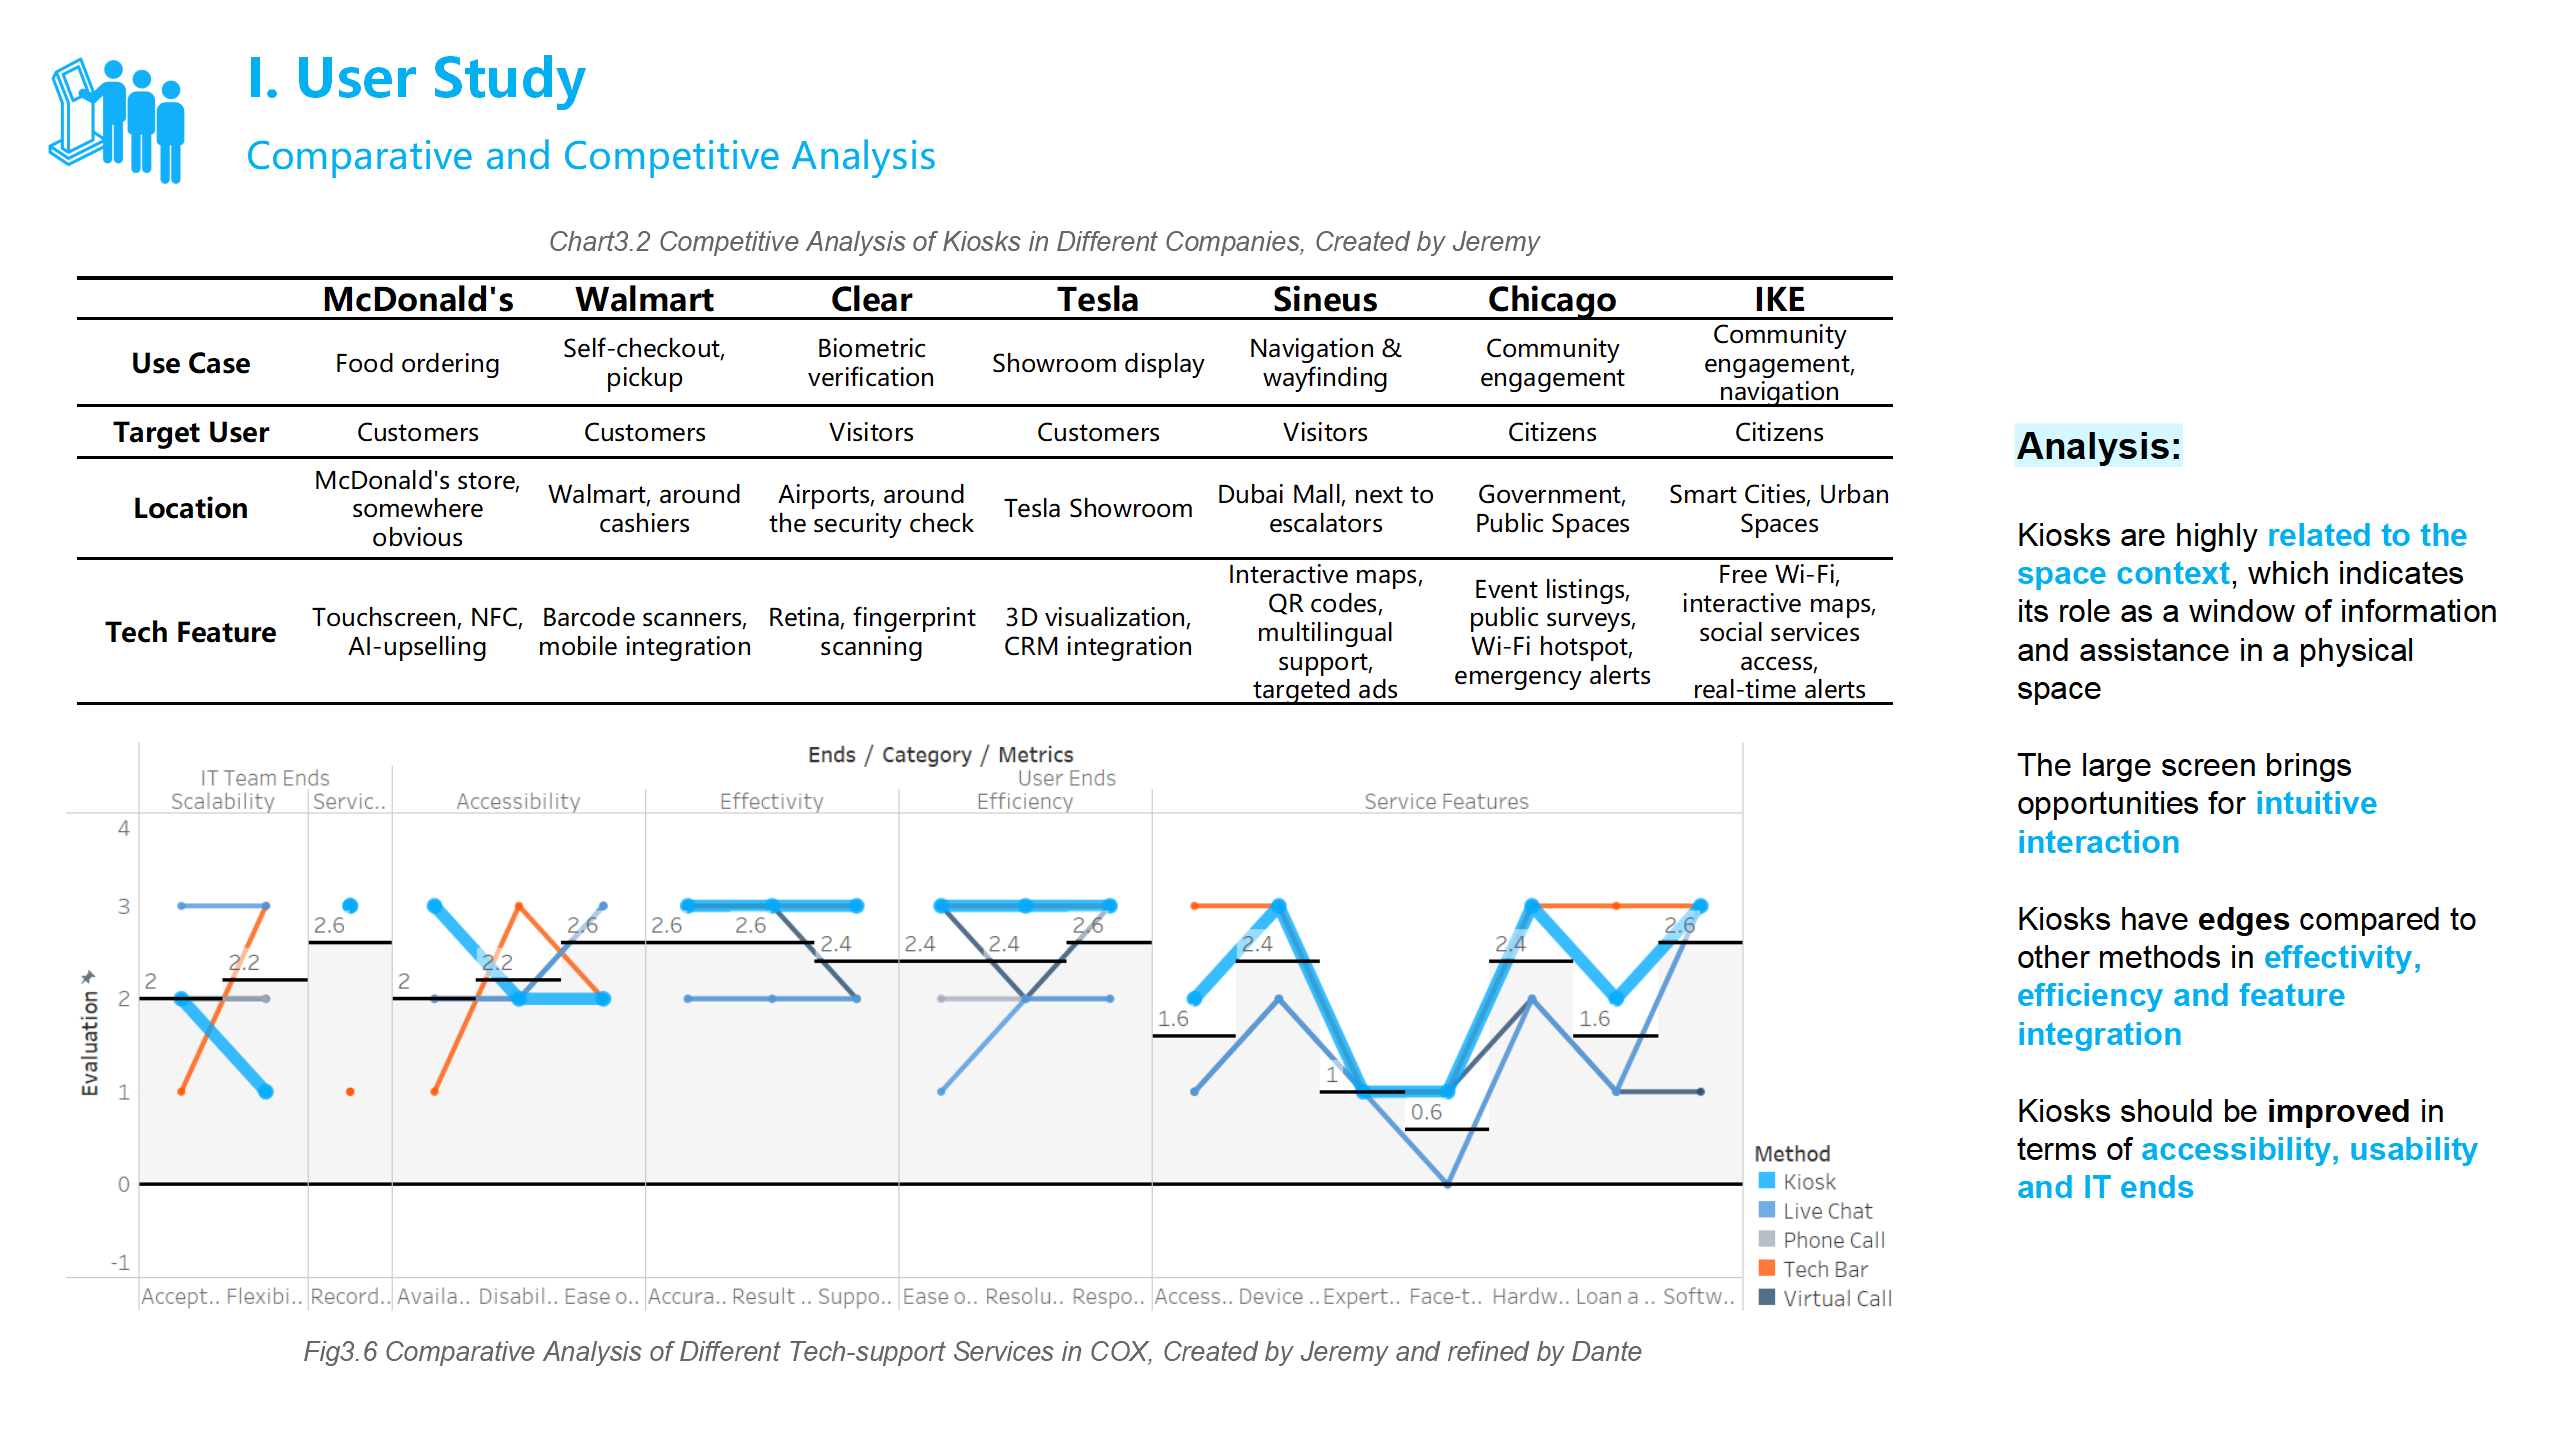 I. User Study
Comparative and Competitive Analysis
Chart3.2 Competitive Analysis of Kiosks in Different Companies, Created by Jeremy
McDonald's Walmart Clear Tesla Sineus Chicago IKE
Use Case
Food ordering
Self-checkout,
pickup
Biometric
verification
Showroom display
Navigation &
wayfinding
Community
engagement
Community
engagement,
navigation
Target User Customers Customers Visitors Customers Visitors Citizens Citizens
Location
McDonald's store,
somewhere
obvious
Walmart, around
cashiers
Airports, around
the security check
Tesla Showroom
Dubai Mall, next to
escalators
Government,
Public Spaces
Smart Cities, Urban
Spaces
Tech Feature
Touchscreen, NFC,
AI-upselling
Barcode scanners,
mobile integration
Retina, fingerprint
scanning
3D visualization,
CRM integration
Interactive maps,
QR codes,
multilingual
support,
targeted ads
Event listings,
public surveys,
Wi-Fi hotspot,
emergency alerts
Free Wi-Fi,
interactive maps,
social services
access,
real-time alerts
Ends / Category / Metrics
IT Team Ends User Ends
Scalability Servic.. Accessibility Effectivity Efficiency Service Features
Evaluation
4
3
2
1
0
-1
2
2.2
2.6
2
2.2
2.6
2.6
2.6
2.4
2.4
2.4
2.6
1.6
2.4
1
0.6
2.4
1.6
2.6
Accept.. Flexibi.. Record.. Availa.. Disabil.. Ease o.. Accura.. Result .. Suppo.. Ease o.. Resolu.. Respo.. Access.. Device .. Expert.. Face-t.. Hardw.. Loan a .. Softw..
Method
Kiosk
Live Chat
Phone Call
Tech Bar
Virtual Call
Fig3.6 Comparative Analysis of Different Tech-support Services in COX, Created by Jeremy and refined by Dante
Analysis:
Kiosks are highly related to the
space context, which indicates
its role as a window of information
and assistance in a physical
space
The large screen brings
opportunities for intuitive
interaction
Kiosks have edges compared to
other methods in effectivity,
efficiency and feature
integration
Kiosks should be improved in
terms of accessibility, usability
and IT ends